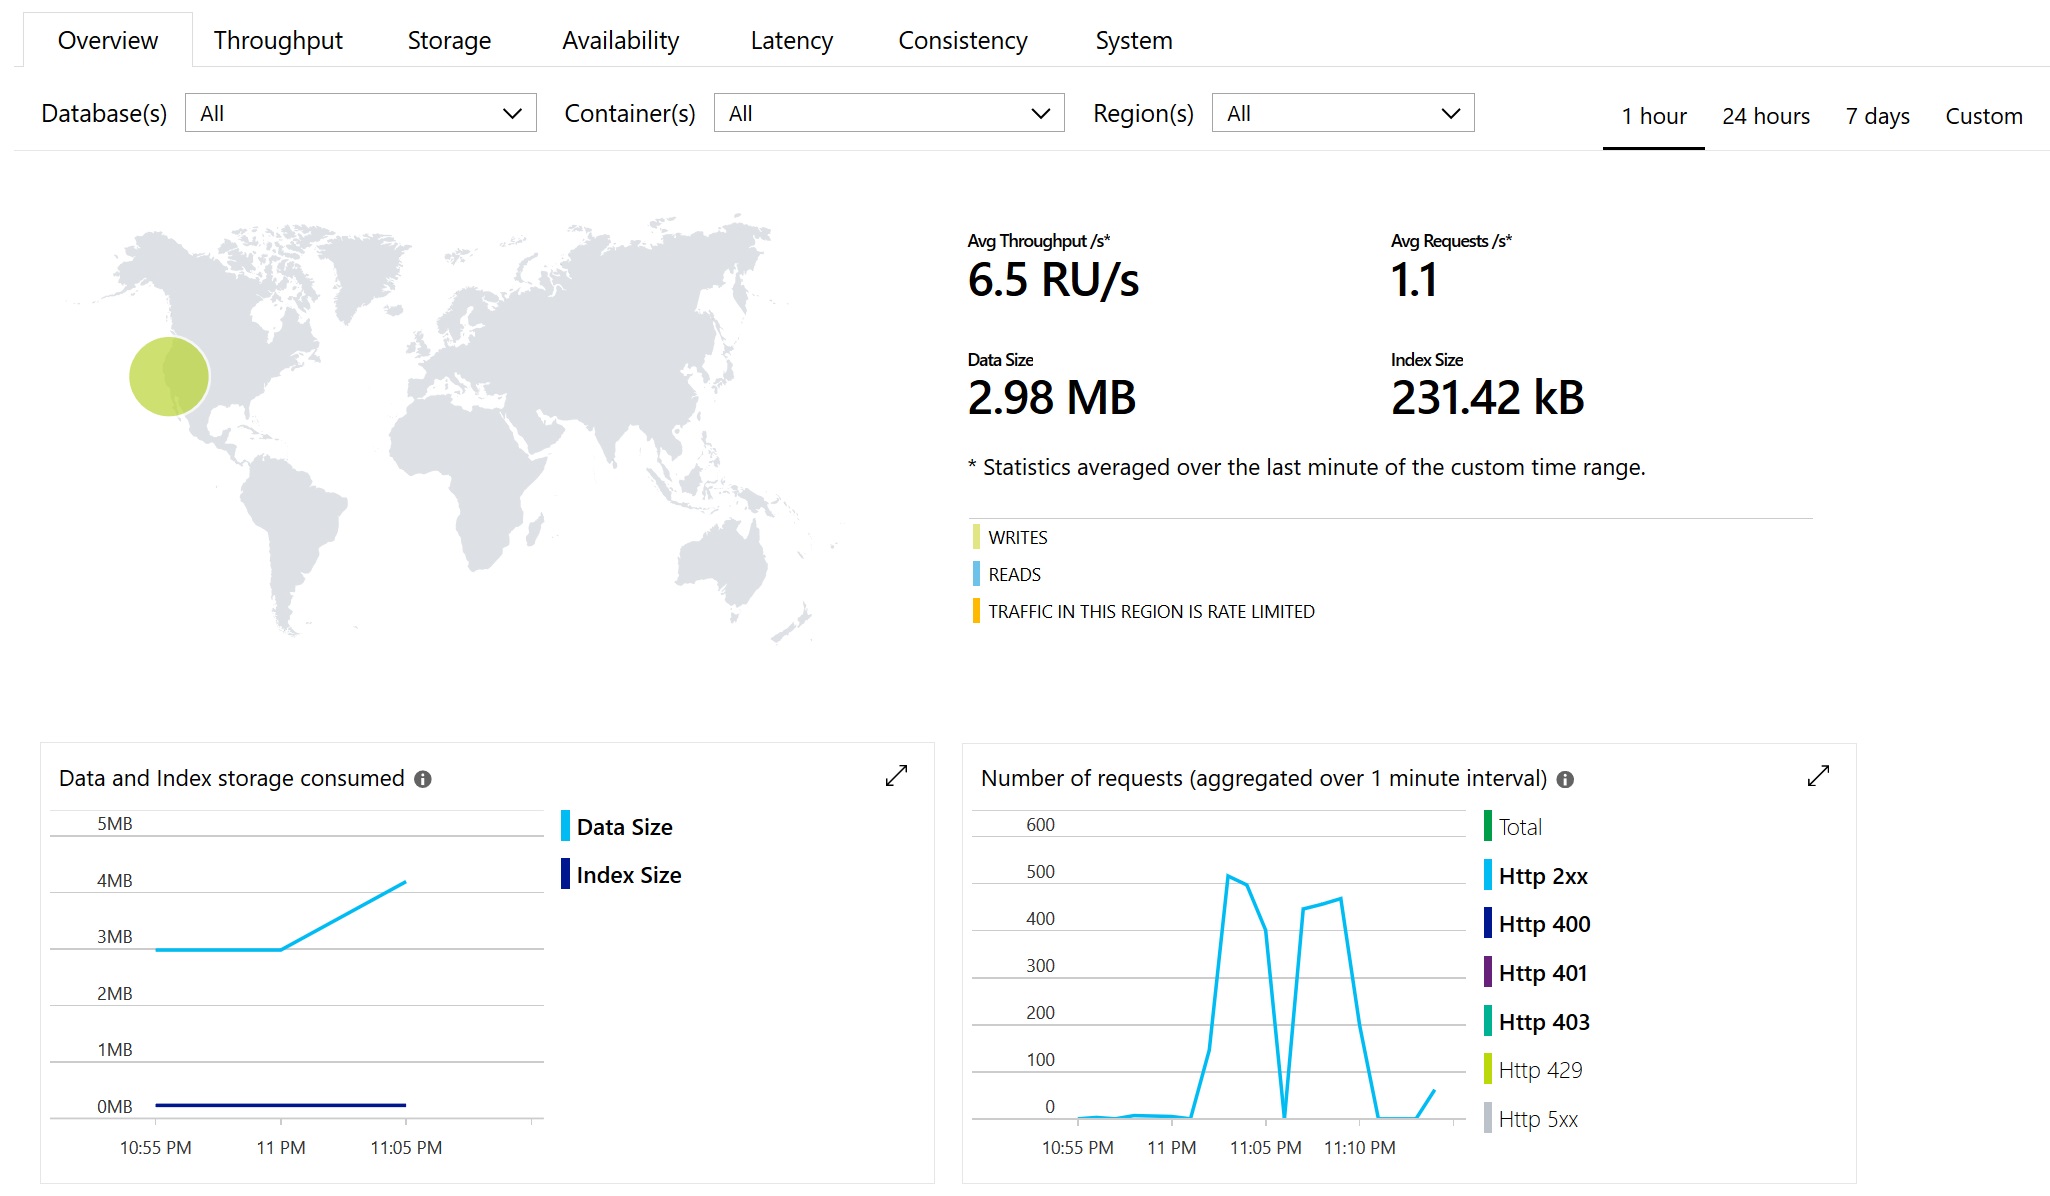 Overview Throughput Storage Availability Latency Consistency System
Database(s) All Container(s) All Region(s) All 1 hour 24 hours 7 days Custom
Avg Throughput /s* Avg Requests /s*
6.5 RU/s 1.1
Data Size Index Size
2.98 MB 231.42 kB
* Statistics averaged over the last minute of the custom time range.
WRITES
READS
TRAFFIC IN THIS REGION IS RATE LIMITED
Data and Index storage consumed
5MB
4MB
3MB
2MB
1MB
0MB
10:55 PM 11 PM 11:05 PM
Data Size
Index Size
Number of requests (aggregated over 1 minute interval)
600
500
400
300
200
100
0
10:55 PM 11 PM 11:05 PM 11:10 PM
Total
Http 2xx
Http 400
Http 401
Http 403
Http 429
Http 5xx